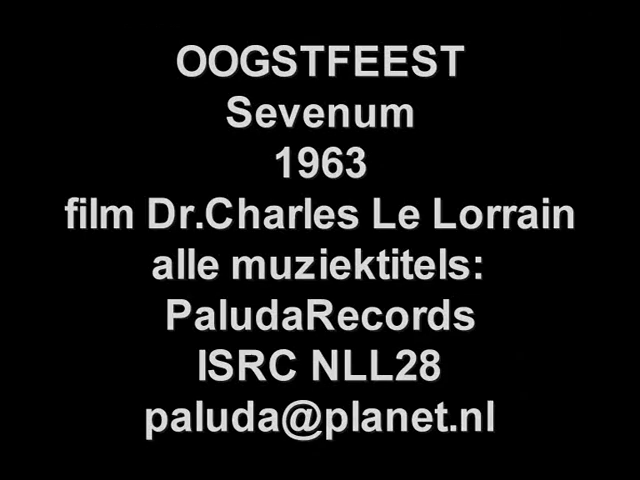 OOGSTFEEST
Sevenum
1963
film Dr.Charles Le Lorrain
alle muziektitels:
PaludaRecords
ISRC NLL28
paluda@planet.nl